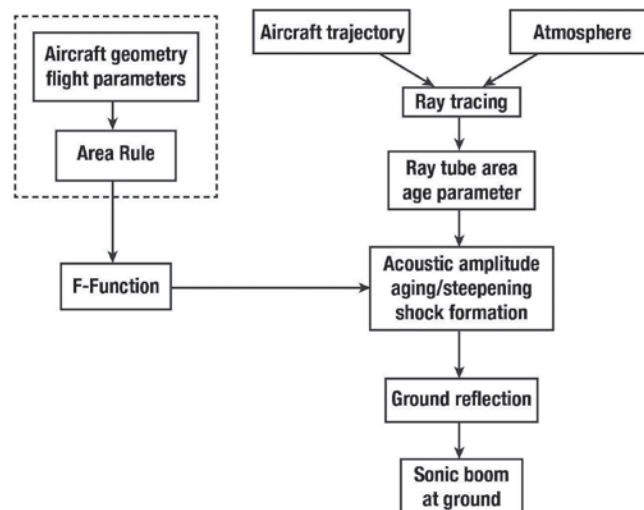 Aircraft trajectory
Atmosphere
Aircraft geometry
flight parameters
Ray tracing
Area Rule
Ray tube area
age parameter
F-Function
Acoustic amplitude
aging/steepening
shock formation
Ground reflection
Sonic boom
at ground